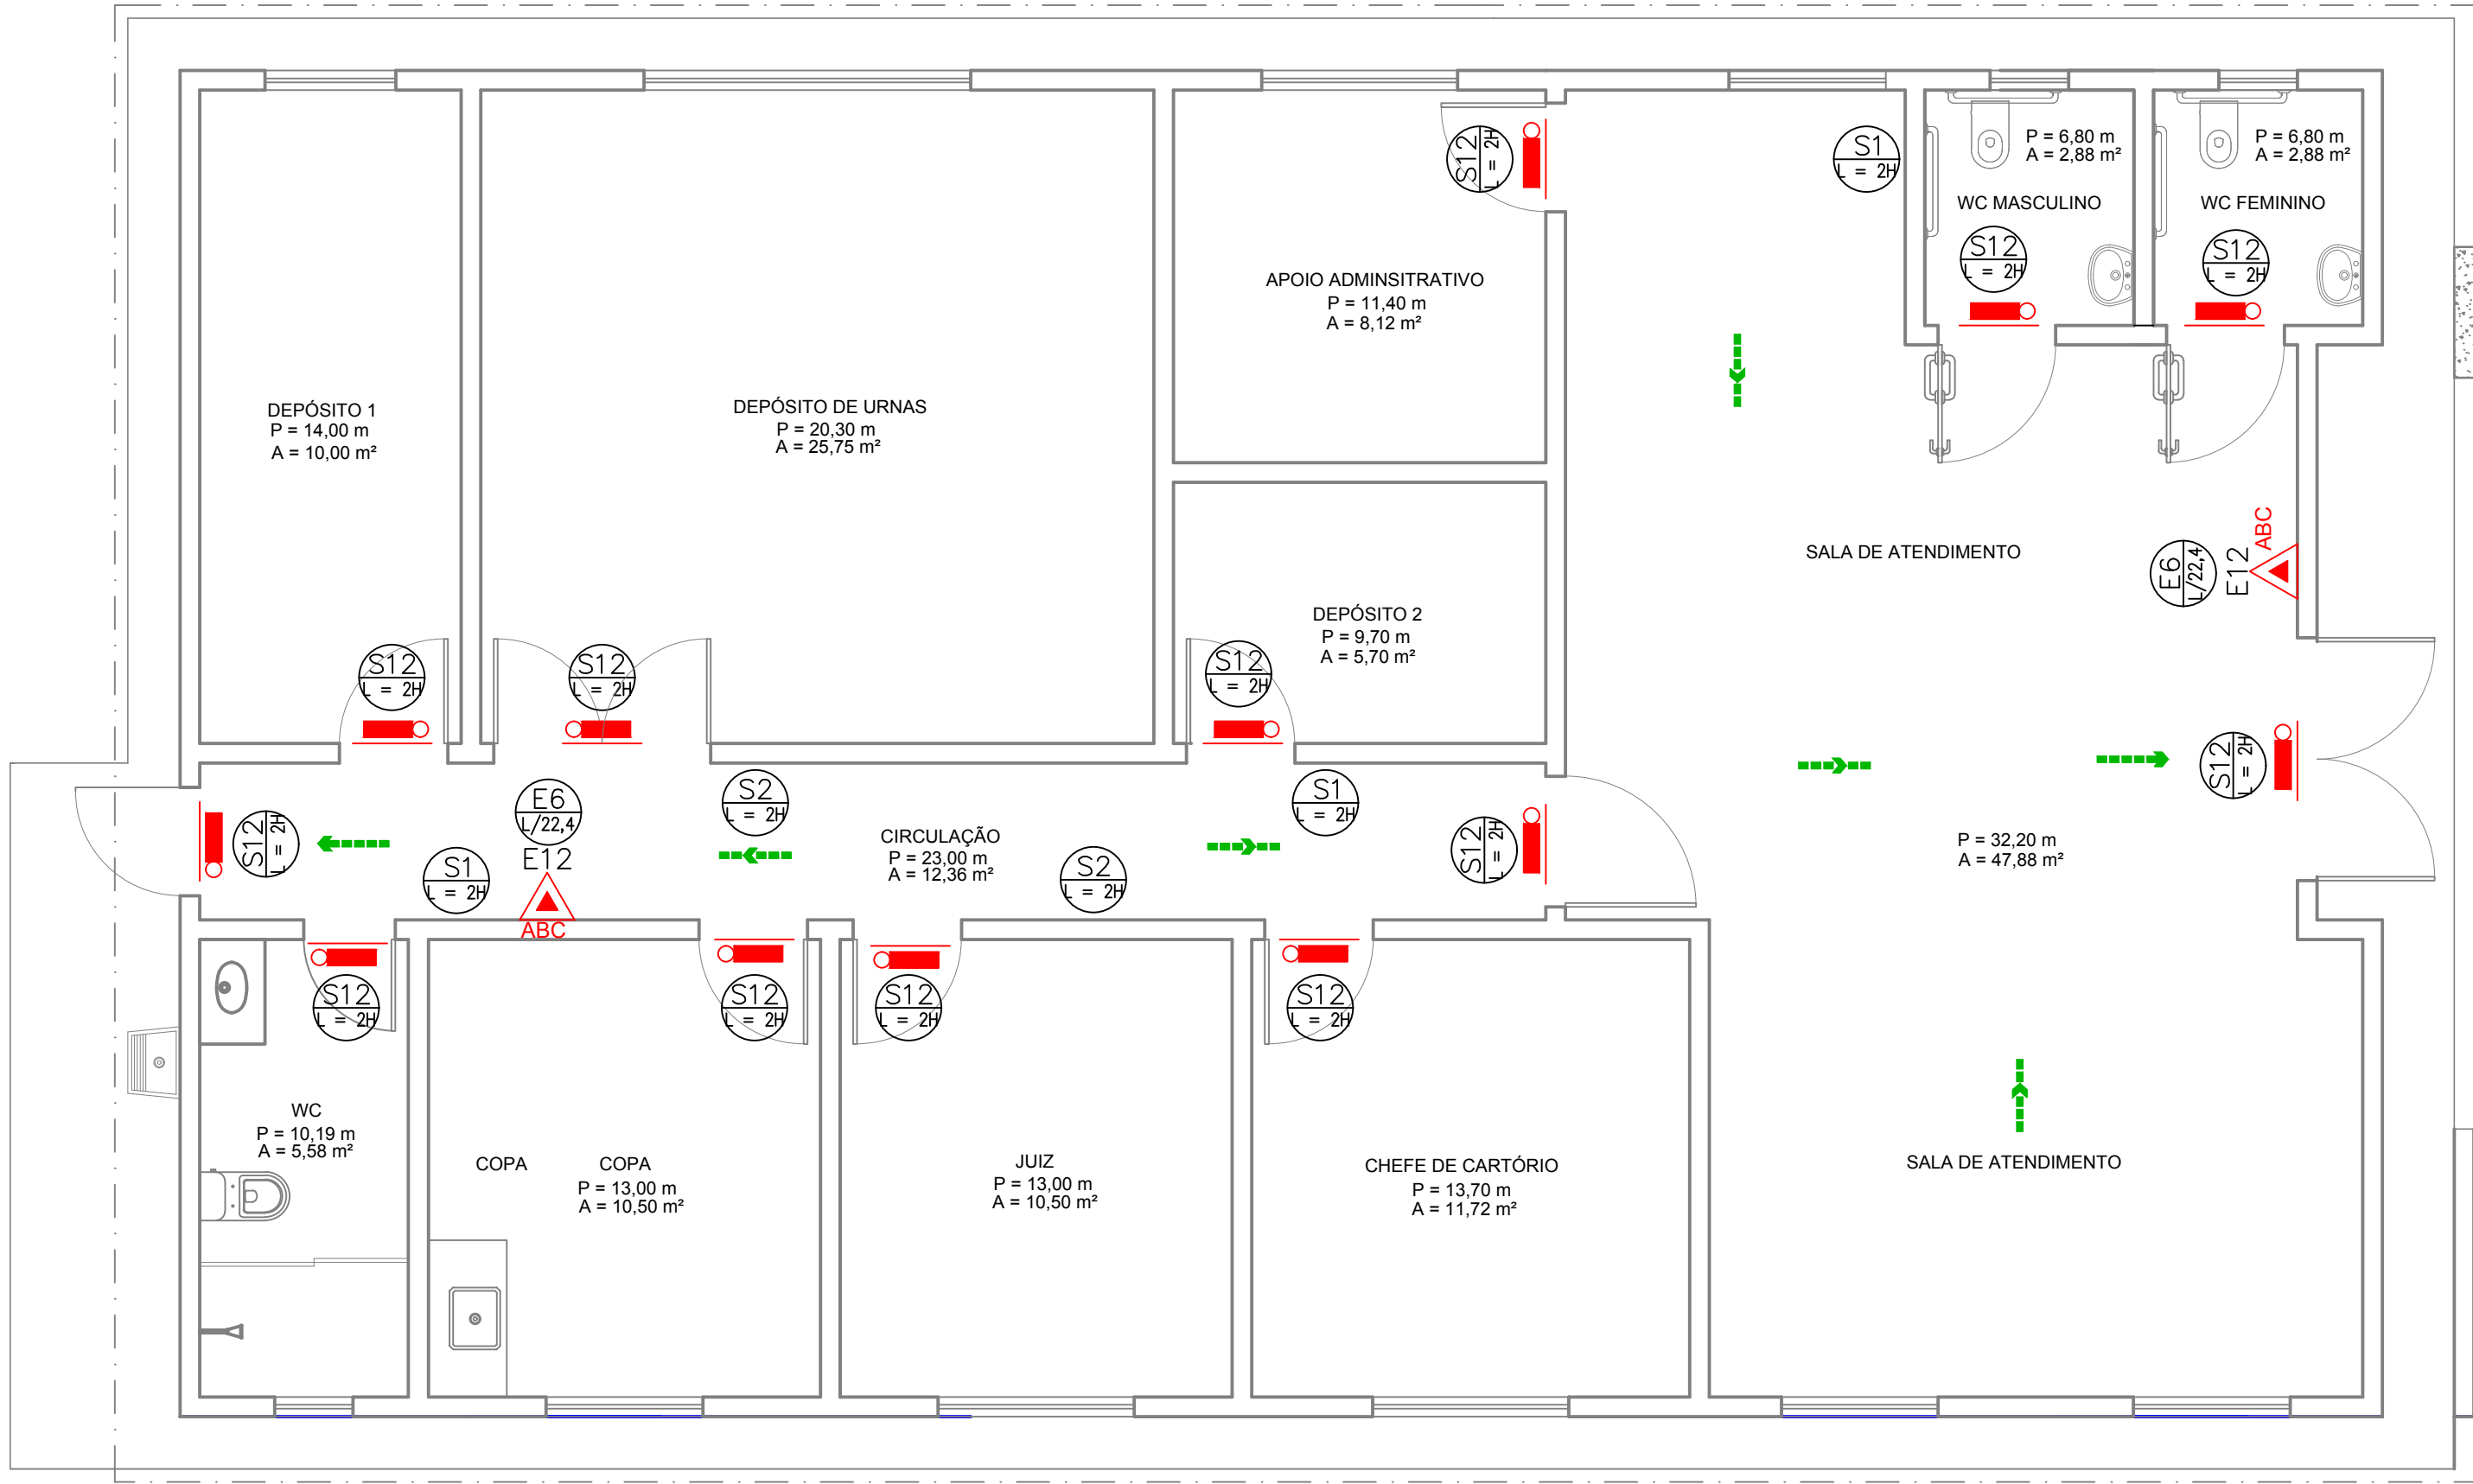 S12
L = 2H
S1
L = 2H
P = 6,80 m
A = 2,88 m²
WC MASCULINO
S12
L = 2H
P = 6,80 m
A = 2,88 m²
WC FEMININO
S12
L = 2H
APOIO ADMINSITRATIVO
P = 11,40 m
A = 8,12 m²
DEPÓSITO 1
P = 14,00 m
A = 10,00 m²
DEPÓSITO DE URNAS
P = 20,30 m
A = 25,75 m²
SALA DE ATENDIMENTO
E6
L/22,4
E12
ABC
DEPÓSITO 2
P = 9,70 m
A = 5,70 m²
S12
L = 2H
S12
L = 2H
S12
L = 2H
S12
L = 2H
S12
L = 2H
S1
L = 2H
E6
L/22,4
E12
ABC
S2
L = 2H
CIRCULAÇÃO
P = 23,00 m
A = 12,36 m²
S2
L = 2H
S1
L = 2H
S12
L = 2H
P = 32,20 m
A = 47,88 m²
S12
L = 2H
S12
L = 2H
S12
L = 2H
S12
L = 2H
WC
P = 10,19 m
A = 5,58 m²
COPA
COPA
P = 13,00 m
A = 10,50 m²
JUIZ
P = 13,00 m
A = 10,50 m²
CHEFE DE CARTÓRIO
P = 13,70 m
A = 11,72 m²
SALA DE ATENDIMENTO